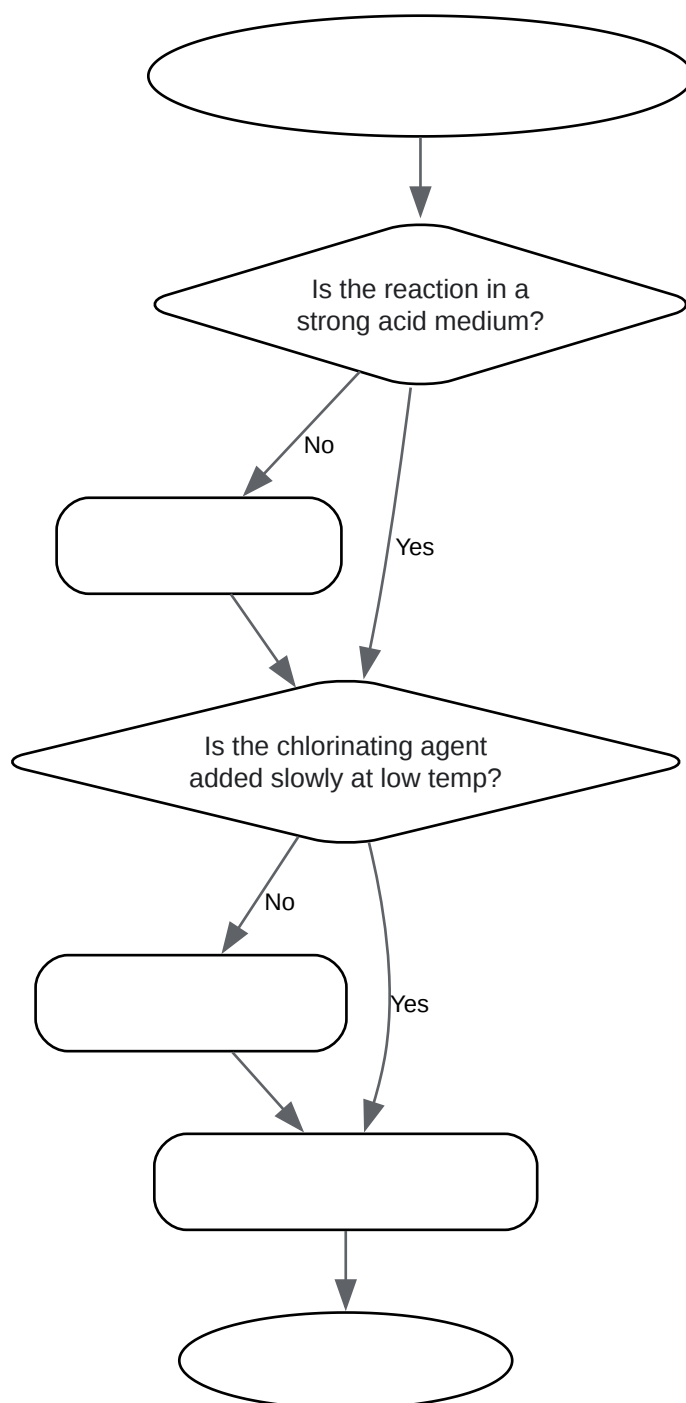 Is the reaction in a
strong acid medium?
No
Yes
Is the chlorinating agent
added slowly at low temp?
No
Yes